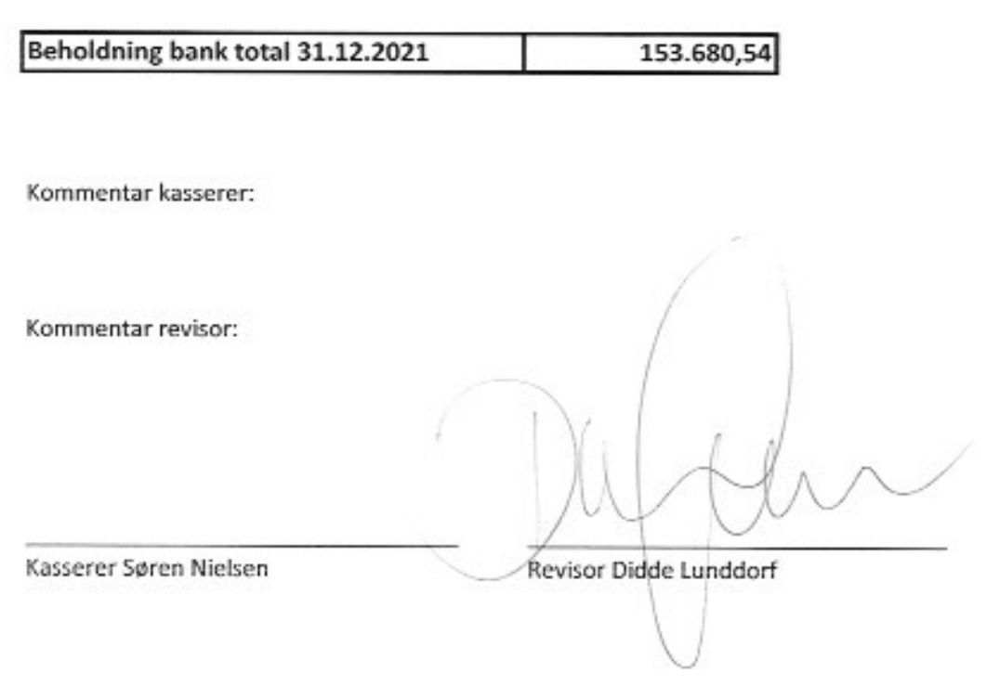 Beholdning bank total 31.12.2021 153.680,54
Kommentar kasserer:
Kommentar revisor:
Kasserer Søren Nielsen Revisor Didde Lunddorf